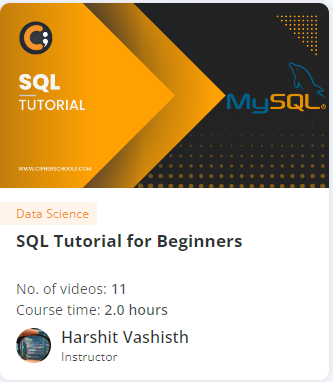 SQL
TUTORIAL
MySQL®
WWW.CIPHERSCHOOLS.COM
Data Science
SQL Tutorial for Beginners
No. of videos: 11
Course time: 2.0 hours
Harshit Vashisth
Instructor